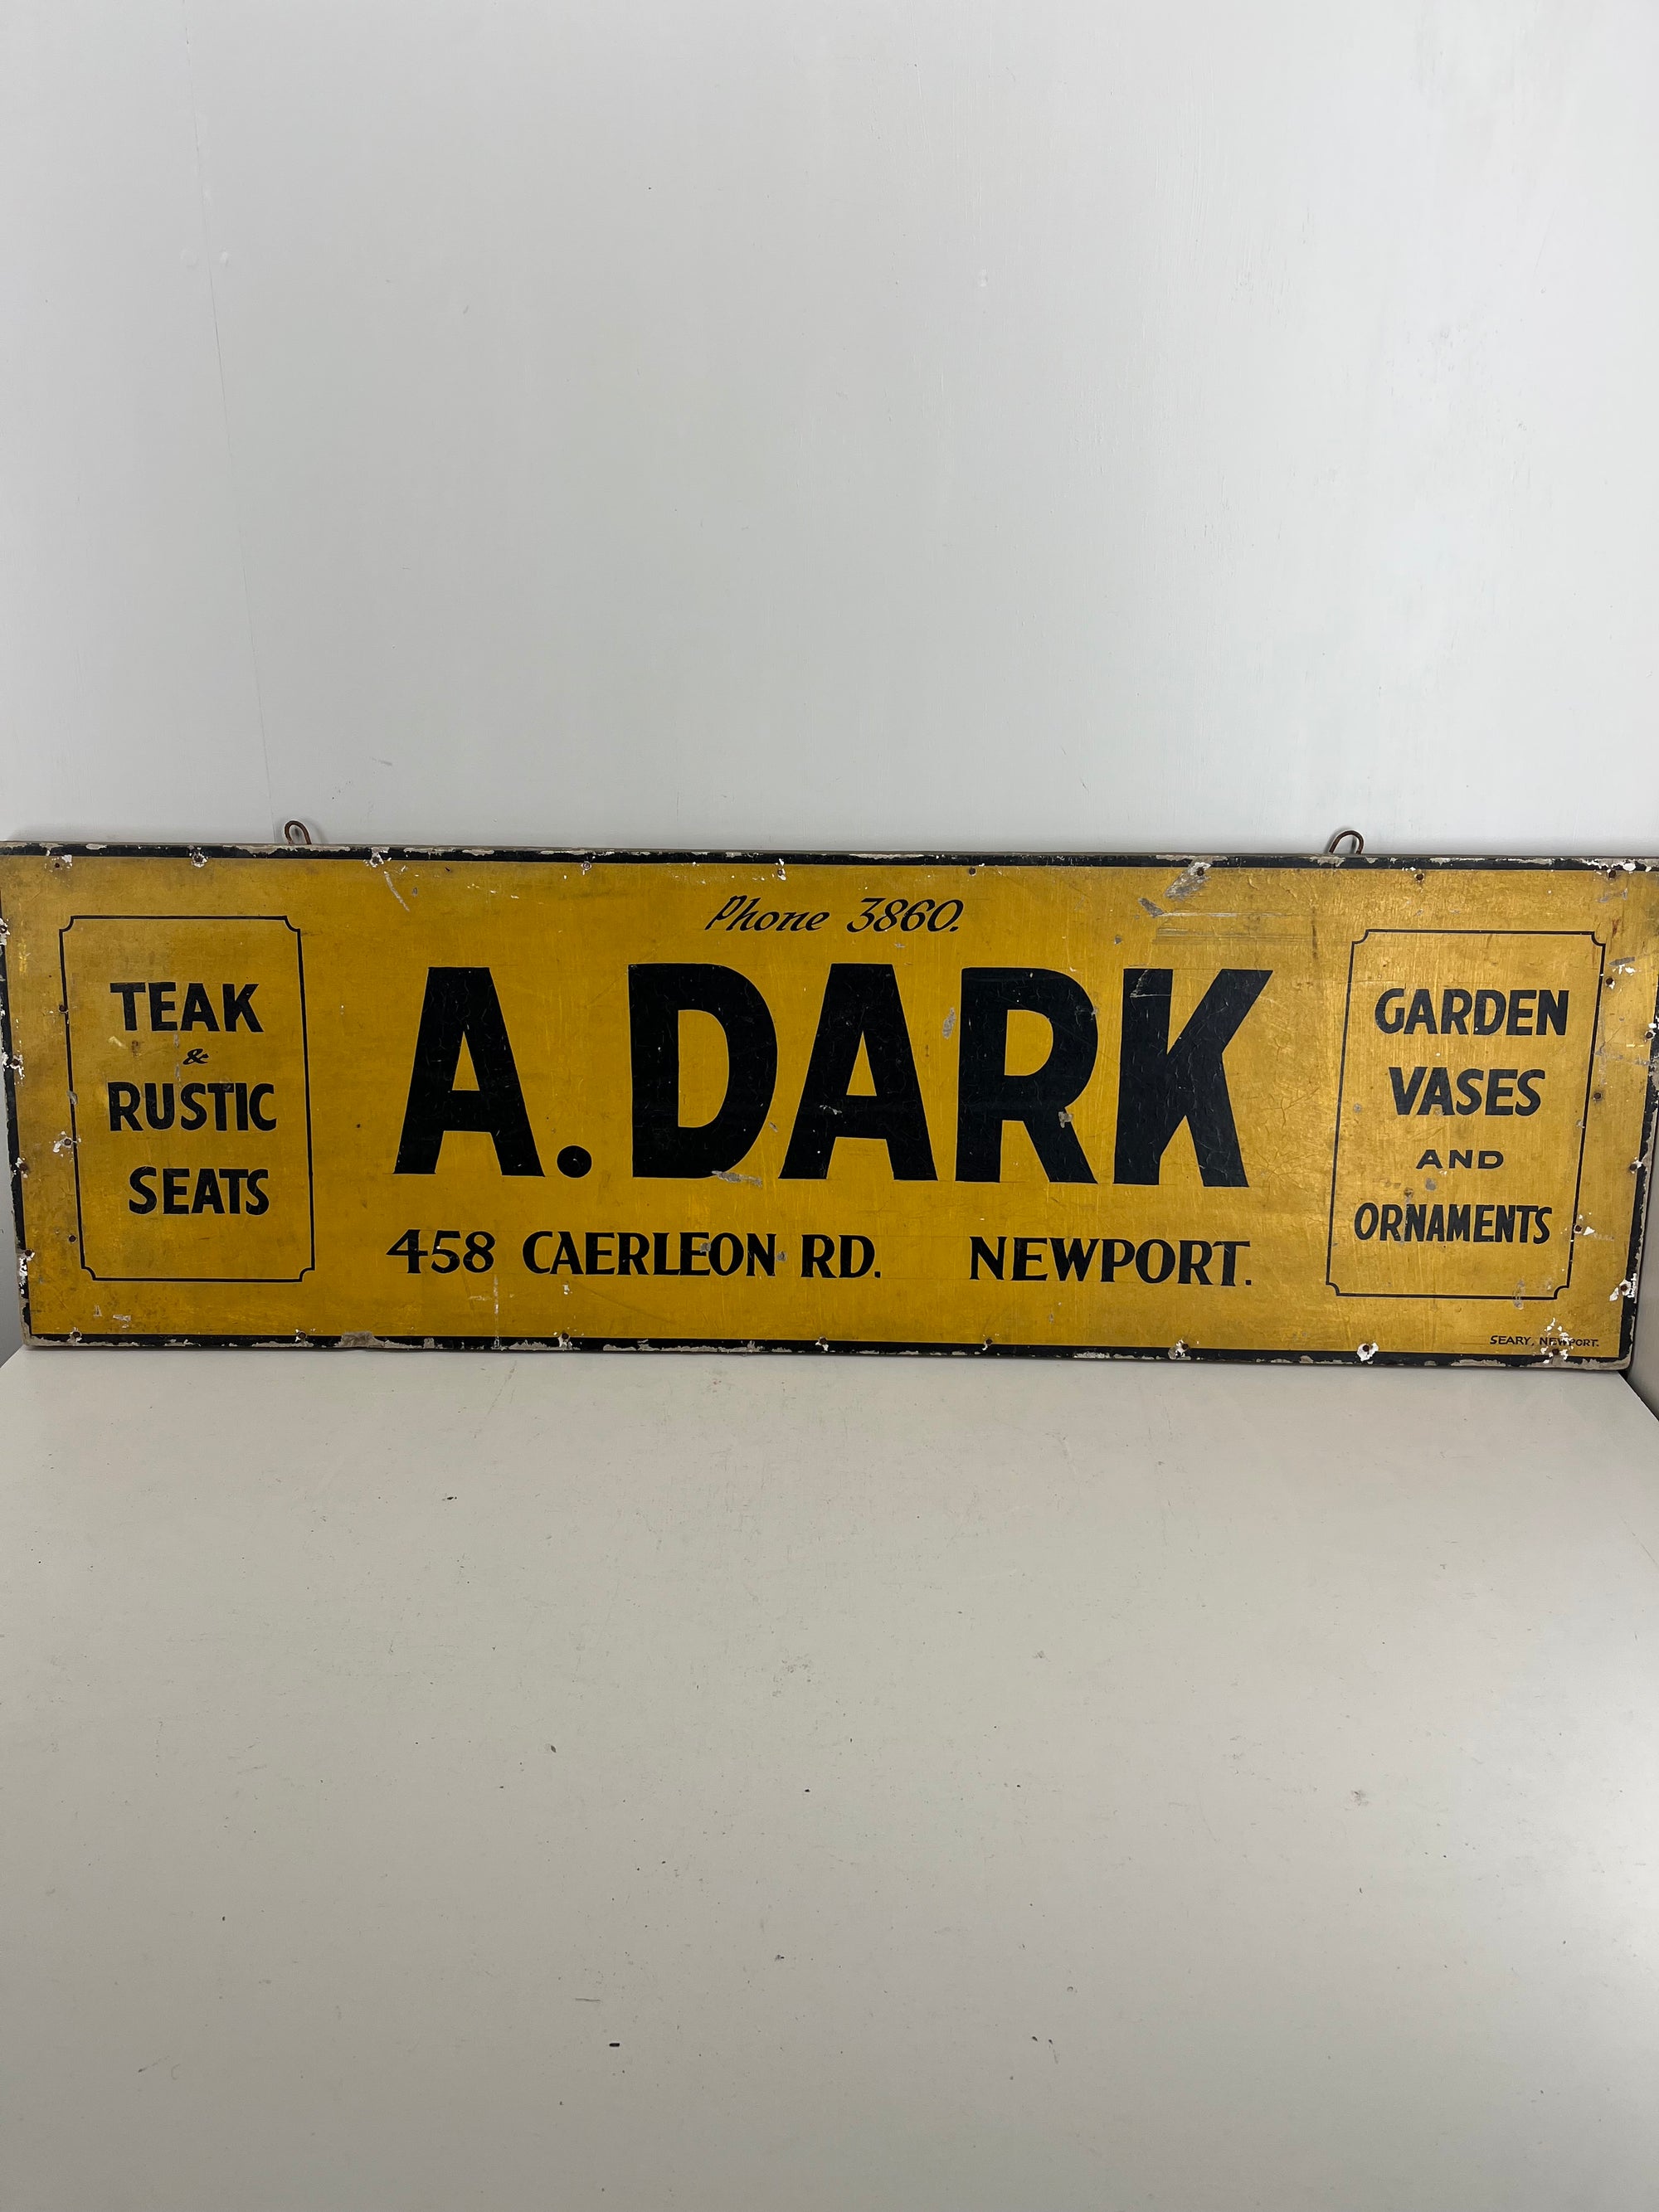 Phone 3860.
TEAK
&
RUSTIC
SEATS
A. DARK
458 CAERLEON RD. NEWPORT.
GARDEN
VASES
AND
ORNAMENTS
SEARY, NEWPORT.